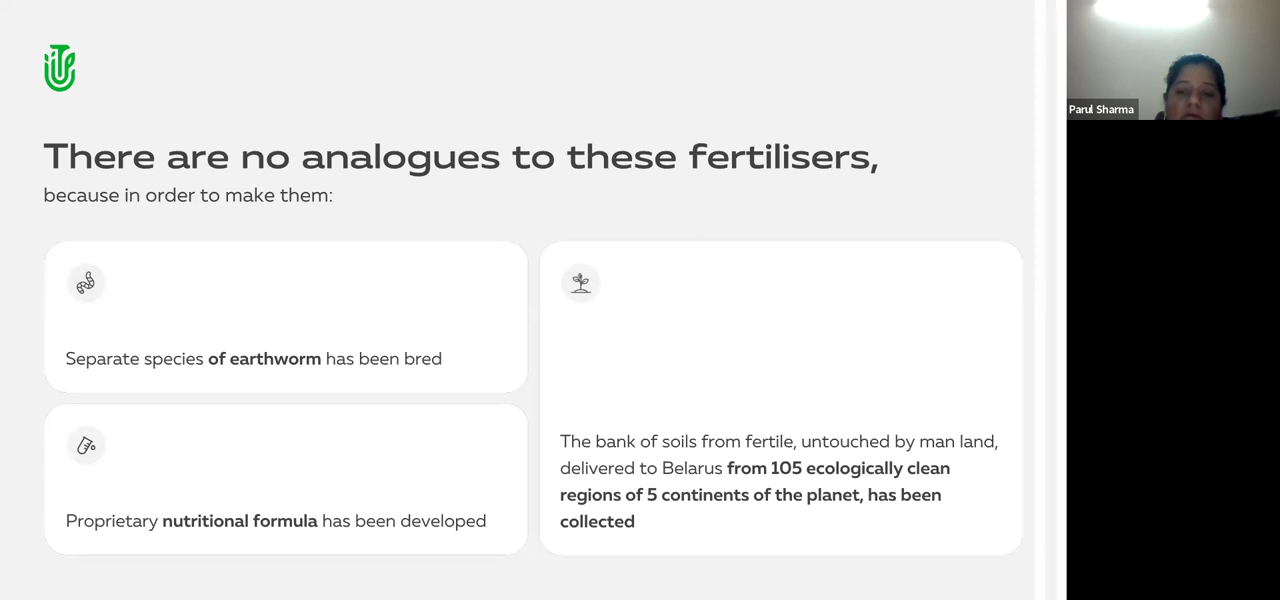 There are no analogues to these fertilisers,
because in order to make them:
Separate species of earthworm has been bred
Proprietary nutritional formula has been developed
The bank of soils from fertile, untouched by man land,
delivered to Belarus from 105 ecologically clean
regions of 5 continents of the planet, has been
collected
Parul Sharma